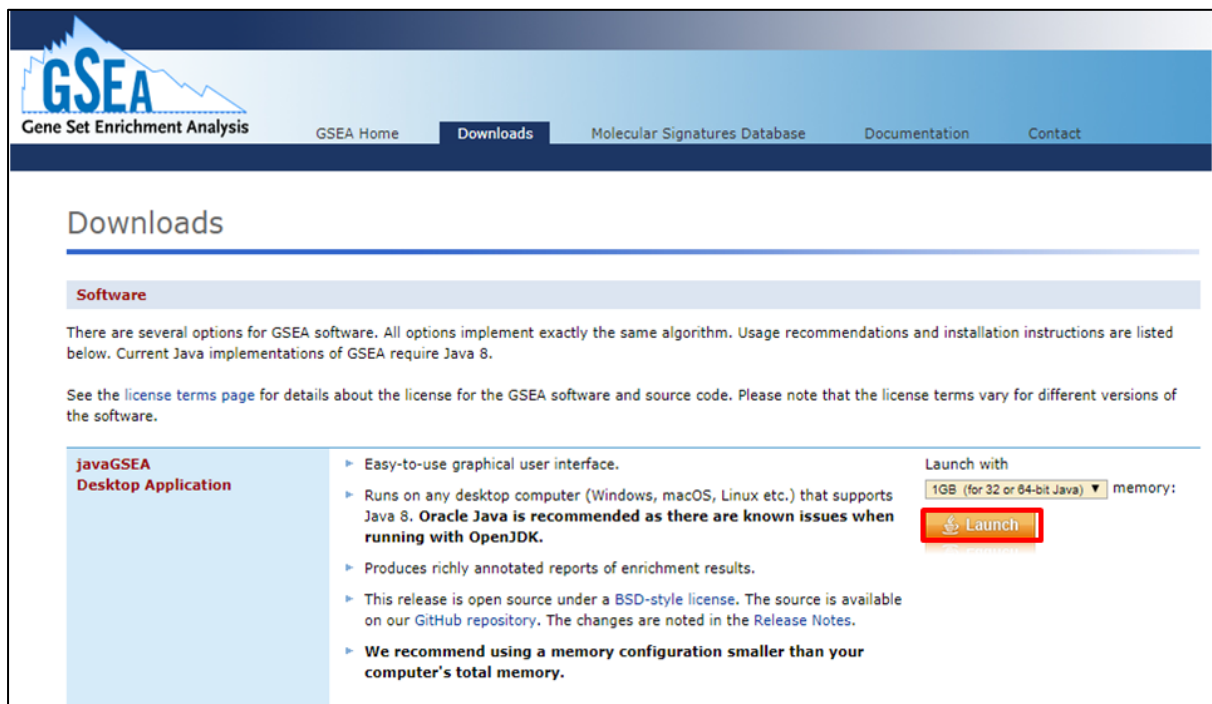 GSEA
Gene Set Enrichment Analysis
GSEA Home Downloads Molecular Signatures Database Documentation Contact
Downloads
Software
There are several options for GSEA software. All options implement exactly the same algorithm. Usage recommendations and installation instructions are listed
below. Current Java implementations of GSEA require Java 8.
See the license terms page for details about the license for the GSEA software and source code. Please note that the license terms vary for different versions of
the software.
javaGSEA
Desktop Application
► Easy-to-use graphical user interface.
► Runs on any desktop computer (Windows, macOS, Linux etc.) that supports
Java 8. Oracle Java is recommended as there are known issues when
running with OpenJDK.
► Produces richly annotated reports of enrichment results.
► This release is open source under a BSD-style license. The source is available
on our GitHub repository. The changes are noted in the Release Notes.
► We recommend using a memory configuration smaller than your
computer's total memory.
Launch with
1GB (for 32 or 64-bit Java) ▼ memory:
Launch